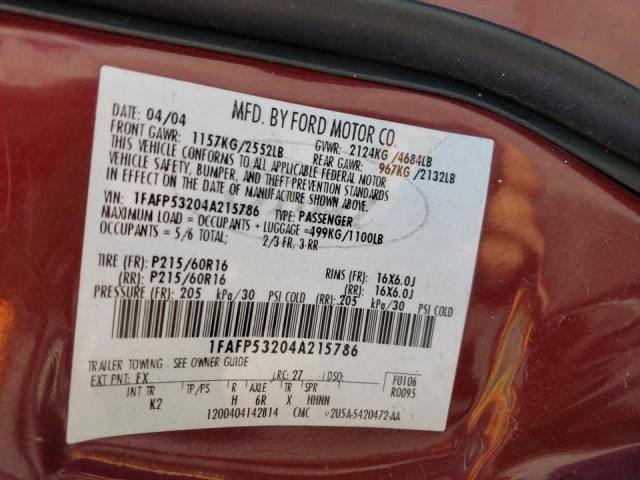 MFD. BY FORD MOTOR CO.
DATE: 04/04
FRONT GAWR: 1157KG/2552LB
GVWR: 2124KG /4684LB
REAR GAWR: 967KG /2132LB
THIS VEHICLE CONFORMS TO ALL APPLICABLE FEDERAL MOTOR
VEHICLE SAFETY, BUMPER, AND THEFT PREVENTION STANDARDS
IN EFFECT ON THE DATE OF MANUFACTURE SHOWN ABOVE.
VIN: 1FAFP53204A215786 TYPE: PASSENGER
MAXIMUM LOAD = OCCUPANTS + LUGGAGE =499KG/1100LB
OCCUPANTS = 5/6 TOTAL; 2/3 FR, 3 RR
TIRE (FR): P215/60R16 RIMS (FR): 16X6.0J
(RR): P215/60R16 (RR): 16X6.0J
PRESSURE (FR): 205 kPa/30 PSI COLD (RR): 205 kPa/30 PSI COLD
1FAFP53204A215786
TRAILER TOWING - SEE OWNER GUIDE
EXT PNT: FX RC: 27 DSO: F0106
R0095
INT TR TP/PS R AXLE TR SPR
K2 H 6R X HHNN
1200404142814 CMC 2U5A-5420472-AA